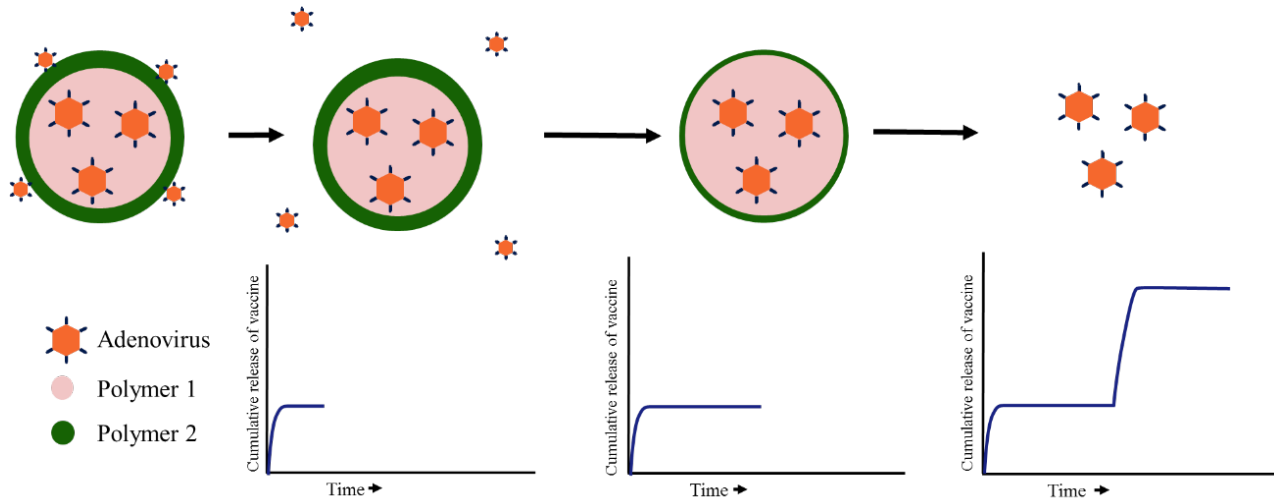 Adenovirus
Polymer 1
Polymer 2
Cumulative release of vaccine
Time
Cumulative release of vaccine
Time
Cumulative release of vaccine
Time